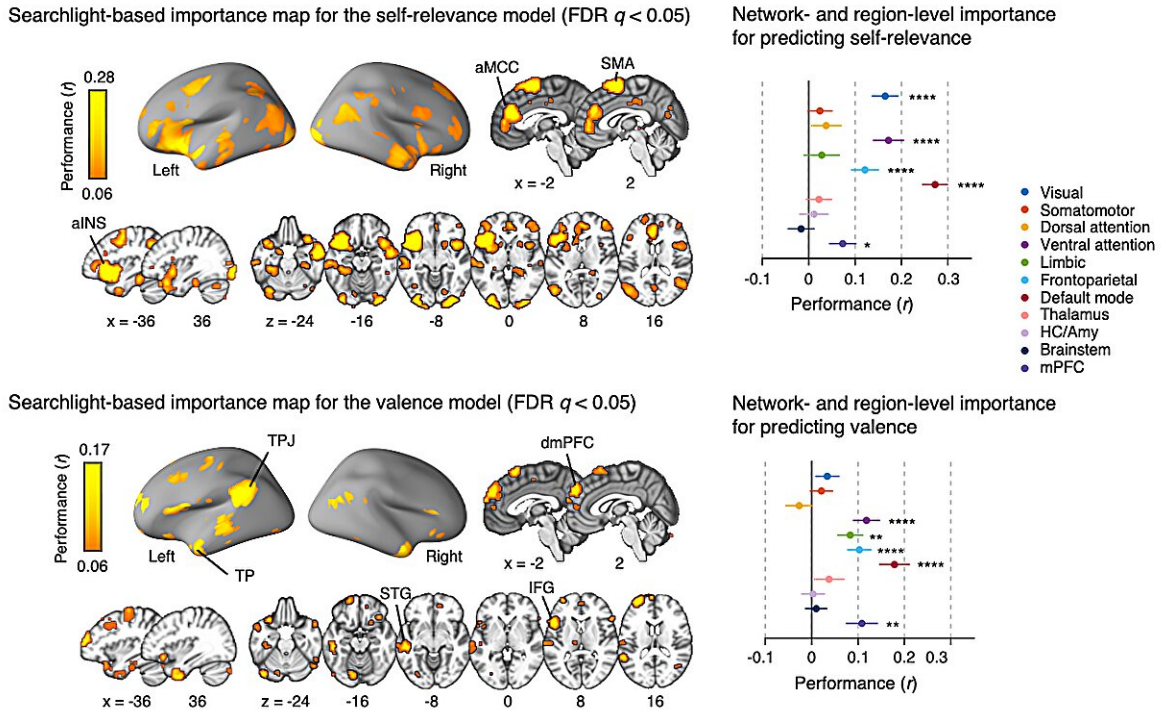 Searchlight-based importance map for the self-relevance model (FDR q < 0.05)
0.28
Performance (r)
0.06
Left
Right
aMCC
SMA
x = -2
2
aINS
x = -36
36
z = -24
-16
-8
0
8
16
Network- and region-level importance
for predicting self-relevance
****
****
****
****
*
-0.1
0
0.1
0.2
0.3
Performance (r)
Visual
Somatomotor
Dorsal attention
Ventral attention
Limbic
Frontoparietal
Default mode
Thalamus
HC/Amy
Brainstem
mPFC
Searchlight-based importance map for the valence model (FDR q < 0.05)
0.17
Performance (r)
0.06
TPJ
Left
TP
Right
dmPFC
x = -2
2
STG
IFG
x = -36
36
z = -24
-16
-8
0
8
16
Network- and region-level importance
for predicting valence
****
**
****
****
**
-0.1
0
0.1
0.2
0.3
Performance (r)